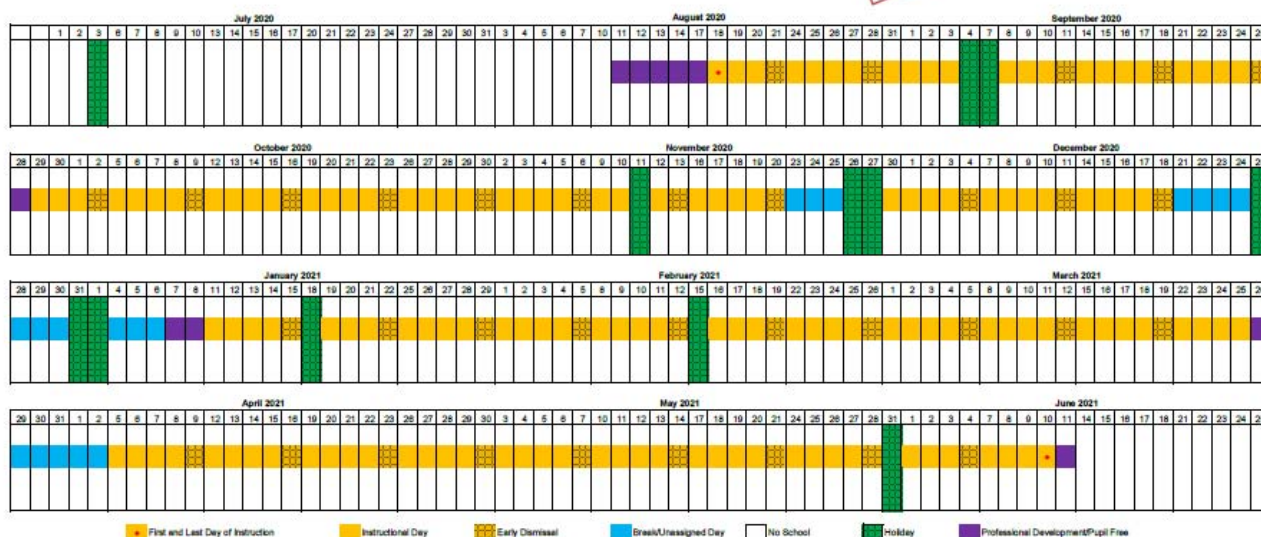 July 2020 August 2020 September 2020
1 2 3 6 7 8 9 10 13 14 15 16 17 20 21 22 23 24 27 28 29 30 31 3 4 5 6 7 10 11 12 13 14 17 18 19 20 21 24 25 26 27 28 31 1 2 3 4 7 8 9 10 11 14 15 16 17 18 21 22 23 24
October 2020 November 2020 December 2020
28 29 30 1 2 5 6 7 8 9 12 13 14 15 16 19 20 21 22 23 26 27 28 29 30 2 3 4 5 6 9 10 11 12 13 16 17 18 19 20 23 24 25 26 27 30 1 2 3 4 7 8 9 10 11 14 15 16 17 18 21 22 23 24
January 2021 February 2021 March 2021
28 29 30 31 1 4 5 6 7 8 11 12 13 14 15 18 19 20 21 22 25 26 27 28 29 1 2 3 4 5 8 9 10 11 12 15 16 17 18 19 22 23 24 25 26 1 2 3 4 5 8 9 10 11 12 15 16 17 18 19 22 23 24 25
April 2021 May 2021 June 2021
29 30 31 1 2 5 6 7 8 9 12 13 14 15 16 19 20 21 22 23 26 27 28 29 30 3 4 5 6 7 10 11 12 13 14 17 18 19 20 21 24 25 26 27 28 31 1 2 3 4 7 8 9 10 11 14 15 16 17 18 21 22 23 24
First and Last Day of Instruction Instructional Day Early Dismissal Break/Unassigned Day No School Holiday Professional Development/Pupil Free